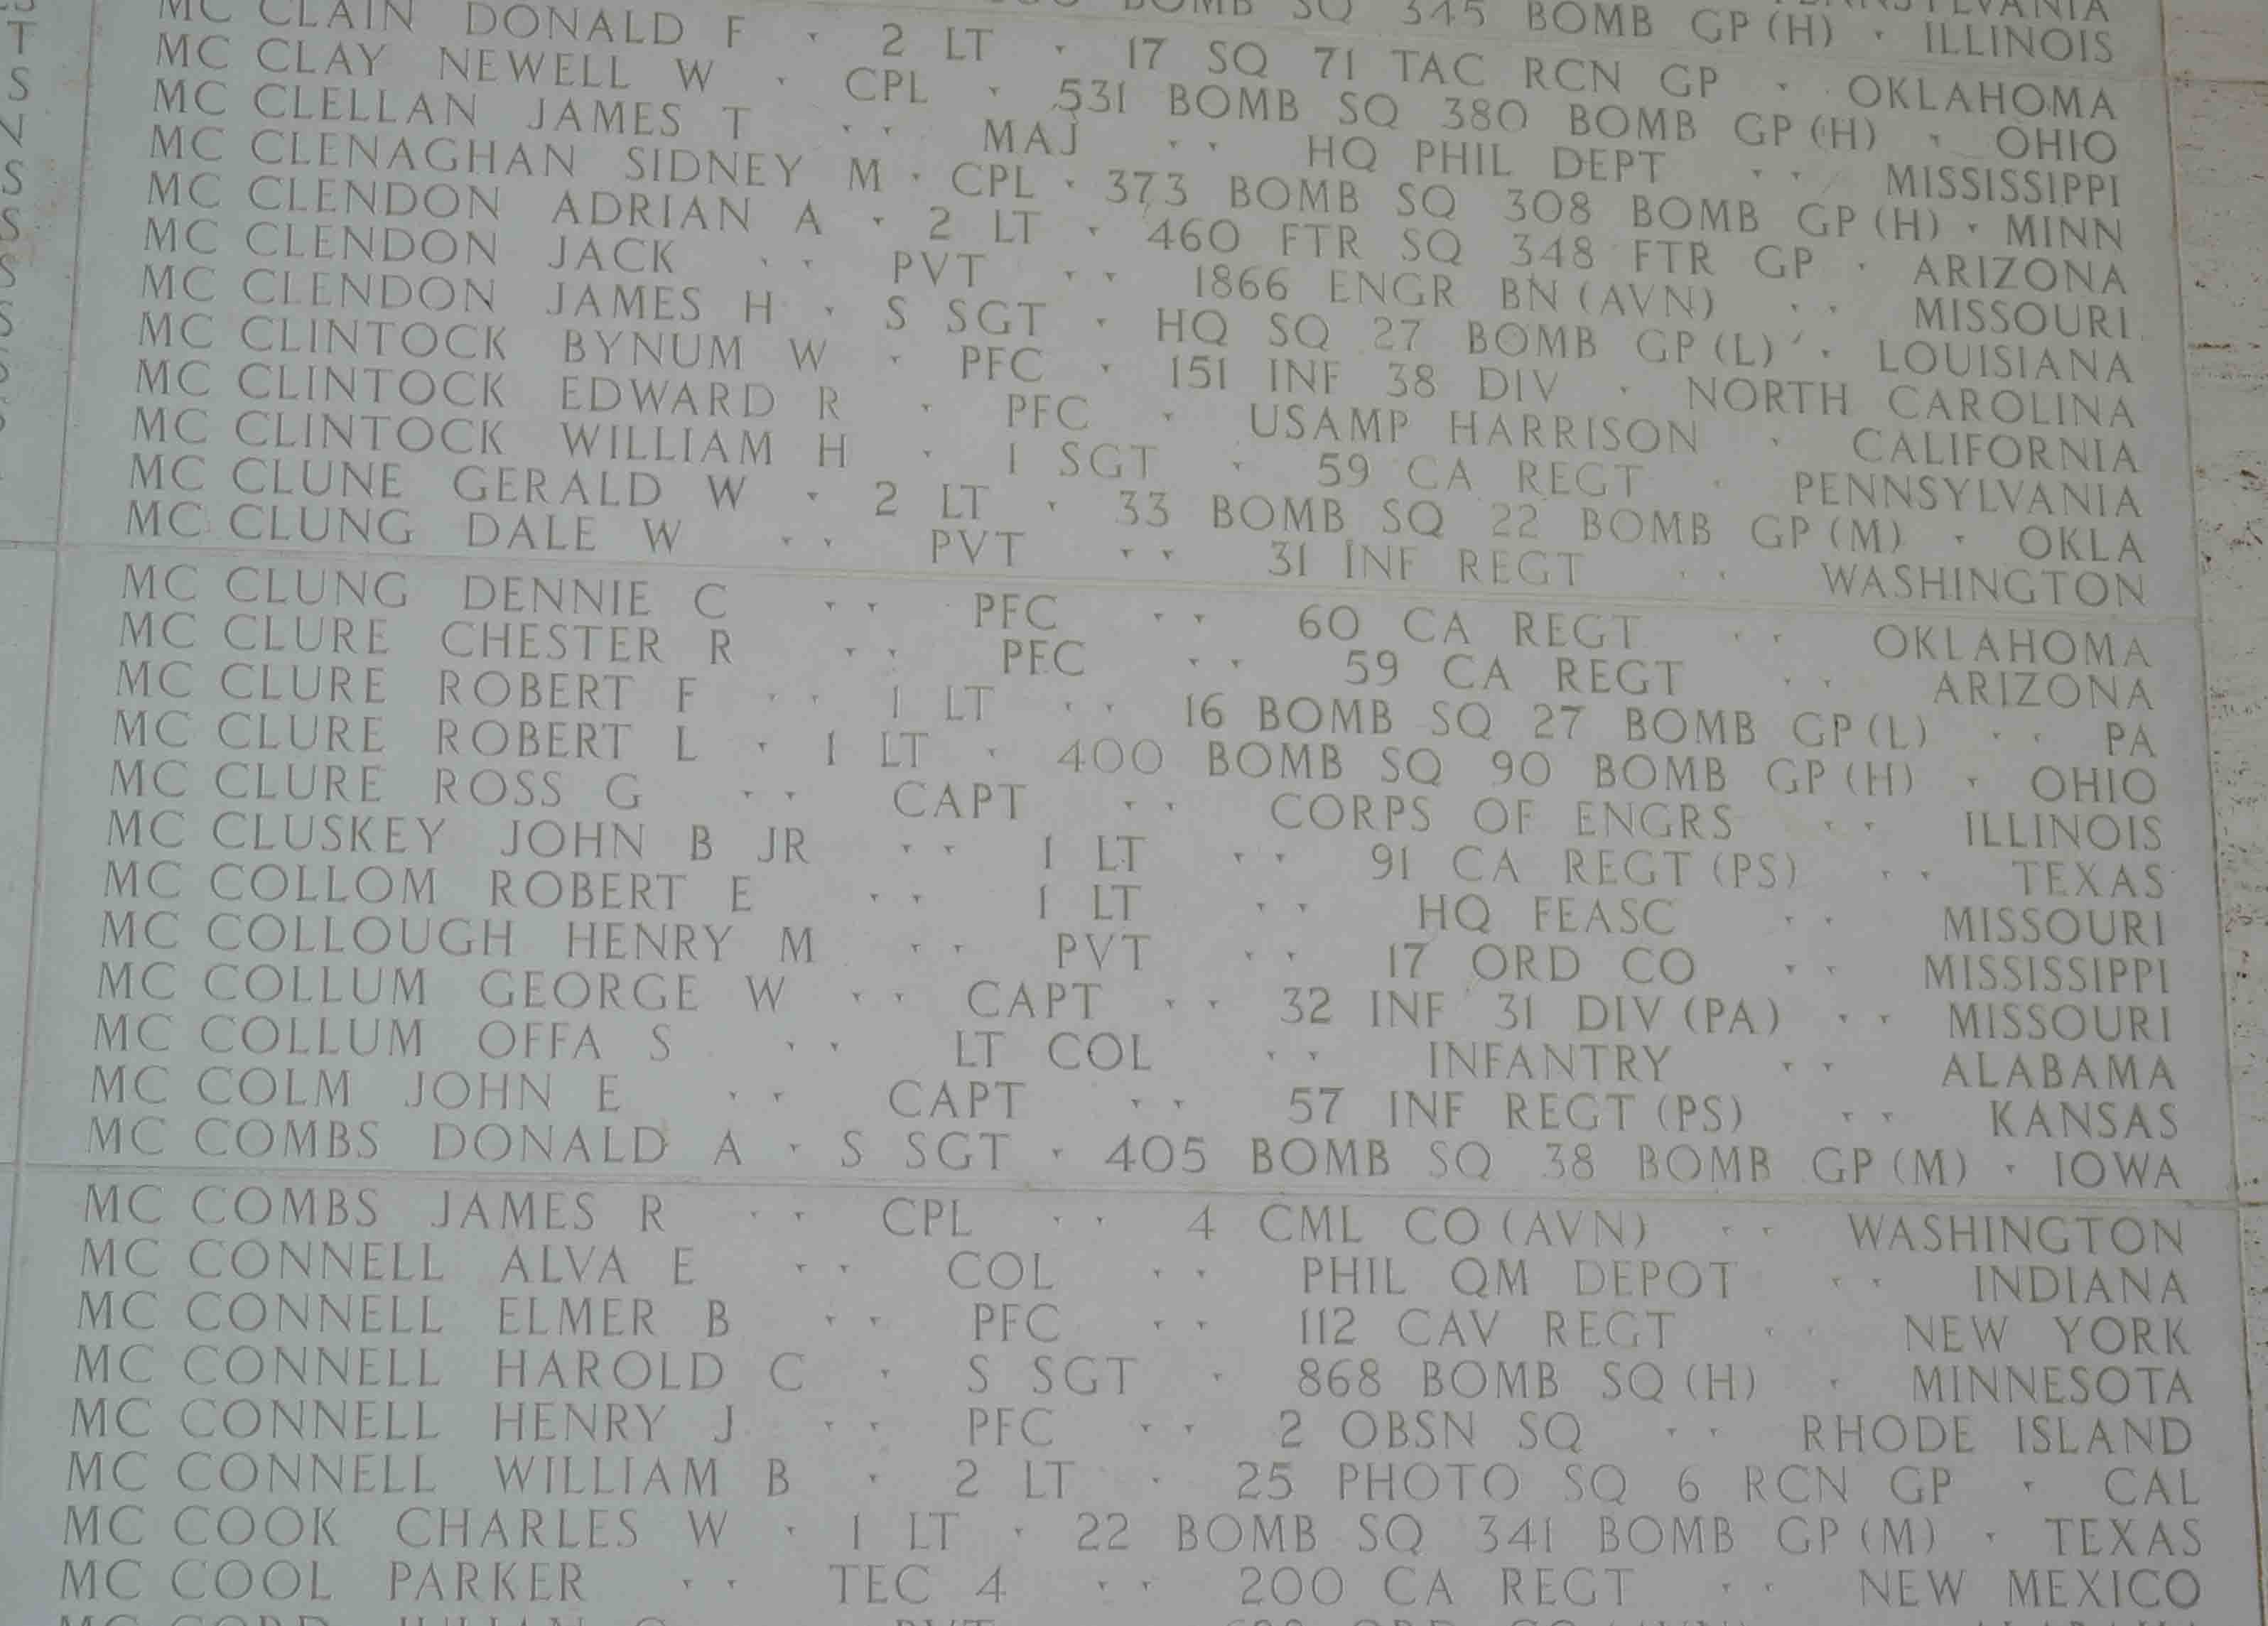 BOMB SQ 345 BOMB GP (H) · ILLINOIS
MC CLAIN DONALD F · 2 LT · 17 SQ 71 TAC RCN GP · OKLAHOMA
MC CLAY NEWELL W · CPL · 531 BOMB SQ 380 BOMB GP (H) · OHIO
MC CLELLAN JAMES T · · MAJ · · HQ PHIL DEPT · · MISSISSIPPI
MC CLENAGHAN SIDNEY M · CPL · 373 BOMB SQ 308 BOMB GP (H) · MINN
MC CLENDON ADRIAN A · 2 LT · 460 FTR SQ 348 FTR GP · ARIZONA
MC CLENDON JACK · · PVT · · 1866 ENGR BN (AVN) · · MISSOURI
MC CLENDON JAMES H · S SGT · HQ SQ 27 BOMB GP (L) · LOUISIANA
MC CLINTOCK BYNUM W · PFC · 151 INF 38 DIV · NORTH CAROLINA
MC CLINTOCK EDWARD R · PFC · USAMP HARRISON · CALIFORNIA
MC CLINTOCK WILLIAM H · 1 SGT · 59 CA REGT · PENNSYLVANIA
MC CLUNE GERALD W · 2 LT · 33 BOMB SQ 22 BOMB GP (M) · OKLA
MC CLUNG DALE W · · PVT · · 31 INF REGT · · WASHINGTON
MC CLUNG DENNIE C · · PFC · · 60 CA REGT · · OKLAHOMA
MC CLURE CHESTER R · · PFC · · 59 CA REGT · · ARIZONA
MC CLURE ROBERT F · · 1 LT · · 16 BOMB SQ 27 BOMB GP (L) · · PA
MC CLURE ROBERT L · 1 LT · 400 BOMB SQ 90 BOMB GP (H) · OHIO
MC CLURE ROSS G · · CAPT · · CORPS OF ENGRS · · ILLINOIS
MC CLUSKEY JOHN B JR · · 1 LT · · 91 CA REGT (PS) · · TEXAS
MC COLLOM ROBERT E · · 1 LT · · HQ FEASC · · MISSOURI
MC COLLOUGH HENRY M · · PVT · · 17 ORD CO · · MISSISSIPPI
MC COLLUM GEORGE W · · CAPT · · 32 INF 31 DIV (PA) · · MISSOURI
MC COLLUM OFFA S · · LT COL · · INFANTRY · · ALABAMA
MC COLM JOHN E · · CAPT · · 57 INF REGT (PS) · · KANSAS
MC COMBS DONALD A · S SGT · 405 BOMB SQ 38 BOMB GP (M) · IOWA
MC COMBS JAMES R · · CPL · · 4 CML CO (AVN) · · WASHINGTON
MC CONNELL ALVA E · · COL · · PHIL QM DEPOT · · INDIANA
MC CONNELL ELMER B · · PFC · · 112 CAV REGT · · NEW YORK
MC CONNELL HAROLD C · S SGT · 868 BOMB SQ (H) · MINNESOTA
MC CONNELL HENRY J · · PFC · · 2 OBSN SQ · · RHODE ISLAND
MC CONNELL WILLIAM B · 2 LT · 25 PHOTO SQ 6 RCN GP · CAL
MC COOK CHARLES W · 1 LT · 22 BOMB SQ 341 BOMB GP (M) · TEXAS
MC COOL PARKER · · TEC 4 · · 200 CA REGT · · NEW MEXICO